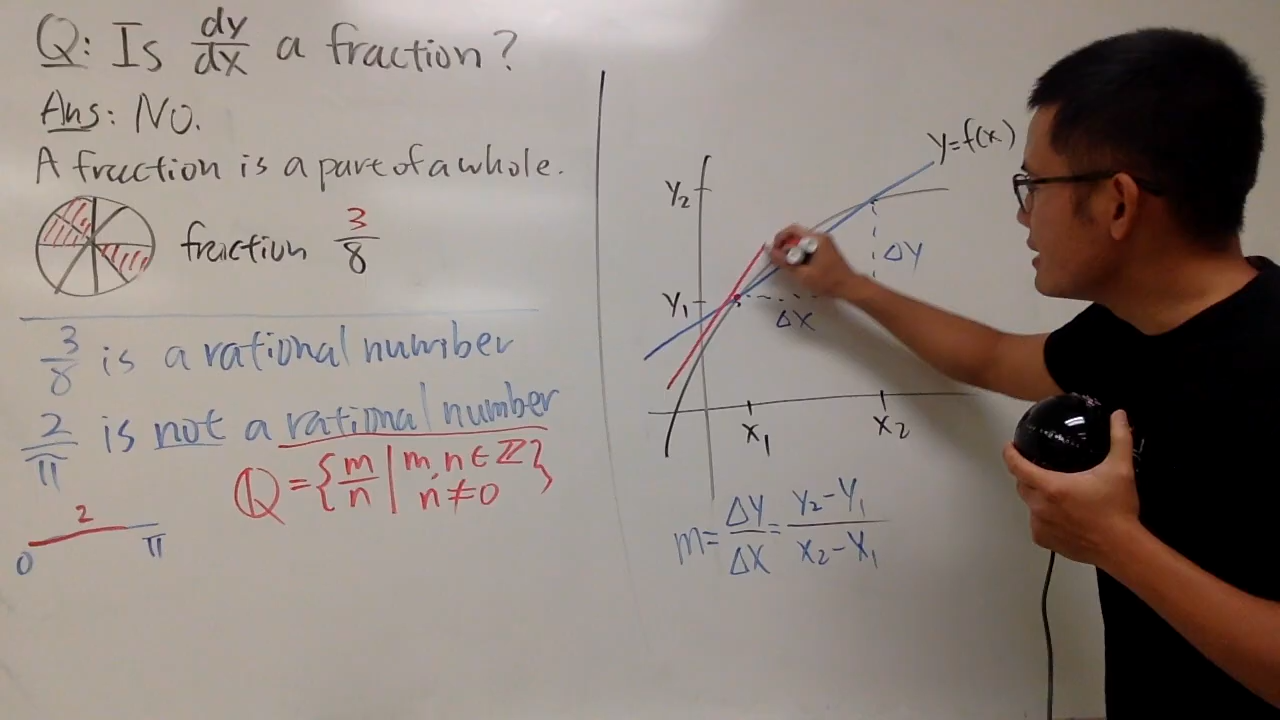 Q: Is dy/dx a fraction?
Ans: No.
A fraction is a part of a whole.
fraction 3/8
3/8 is a rational number
2/π is not a rational number
ℚ = {m/n | m, n ∈ ℤ, n ≠ 0}
2
0 π
y=f(x)
Y₂
Y₁
ΔY
ΔX
X₁ X₂
m = ΔY/ΔX = Y₂-Y₁/X₂-X₁